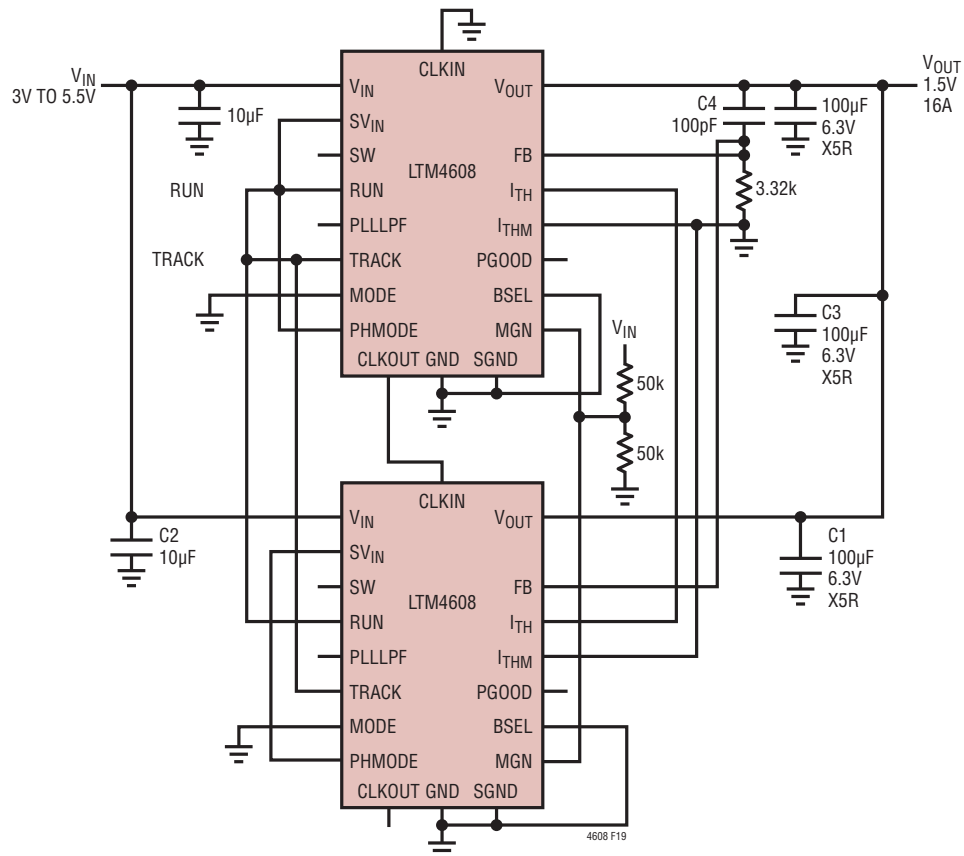 CLKIN
VIN
3V TO 5.5V
10µF
VIN
SVIN
SW
RUN
PLLLPF
TRACK
MODE
PHMODE
RUN
TRACK
LTM4608
VOUT
FB
ITH
ITHM
PGOOD
BSEL
MGN
CLKOUT GND SGND
C4
100pF
100µF
6.3V
X5R
VOUT
1.5V
16A
3.32k
C3
100µF
6.3V
X5R
VIN
50k
50k
CLKIN
C2
10µF
VIN
SVIN
SW
RUN
PLLLPF
TRACK
MODE
PHMODE
LTM4608
VOUT
FB
ITH
ITHM
PGOOD
BSEL
MGN
CLKOUT GND SGND
C1
100µF
6.3V
X5R
4608 F19